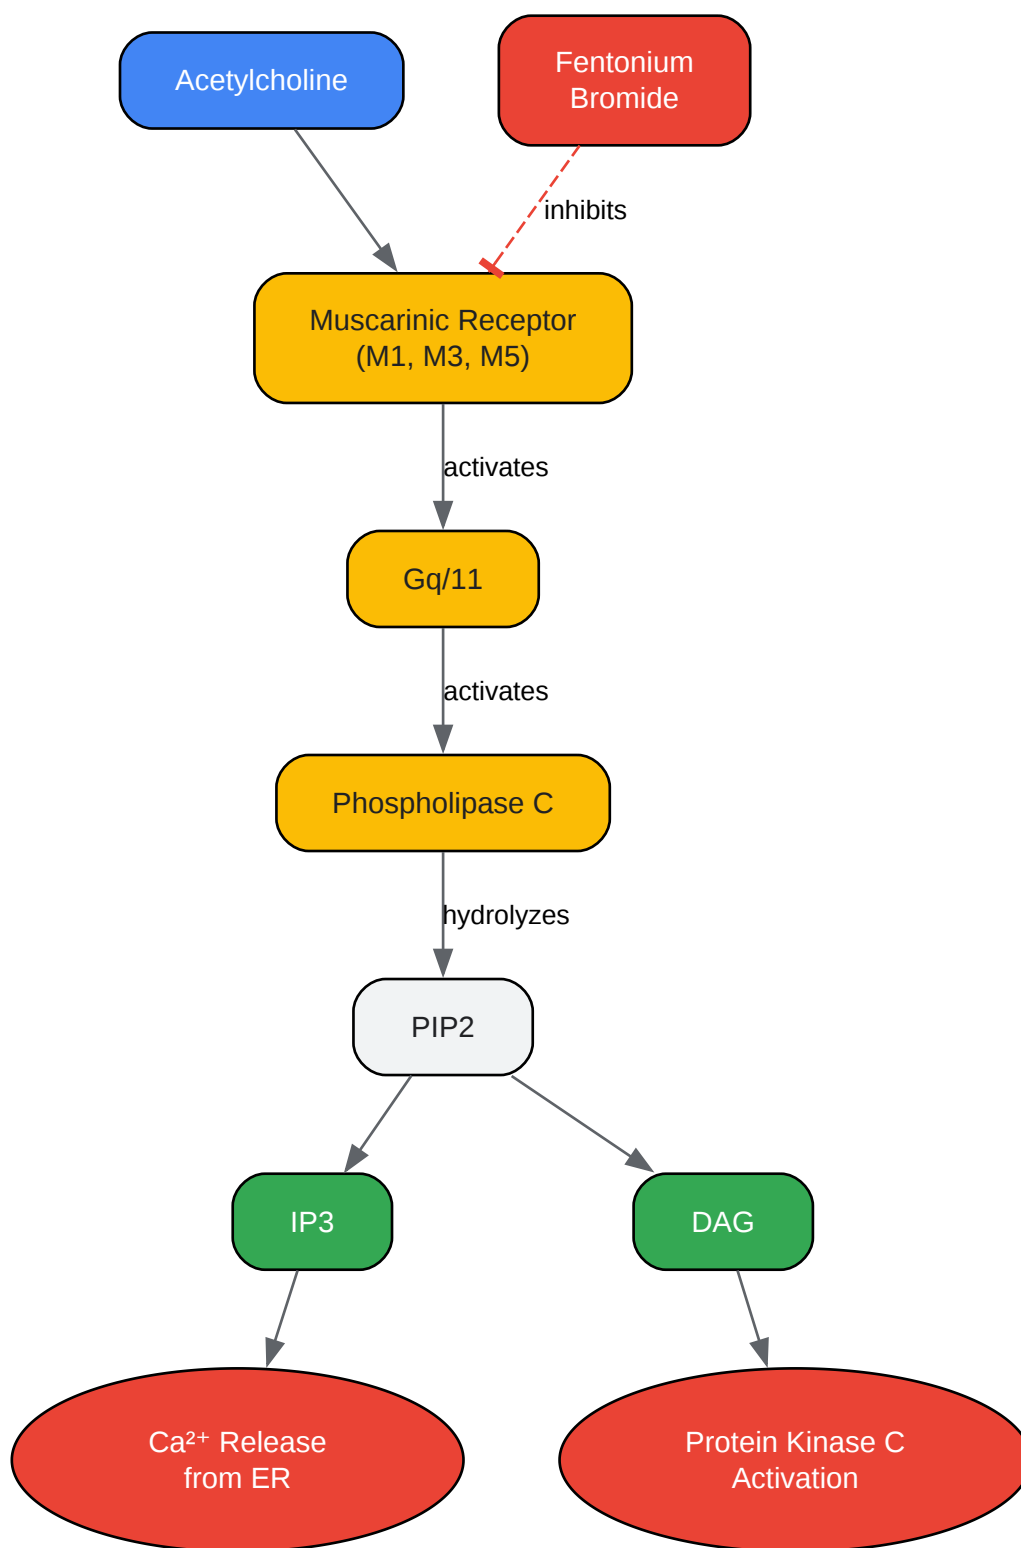 Acetylcholine
Fentonium
Bromide
inhibits
Muscarinic Receptor
(M1, M3, M5)
activates
Gq/11
activates
Phospholipase C
hydrolyzes
PIP2
IP3
DAG
Ca²⁺ Release
from ER
Protein Kinase C
Activation